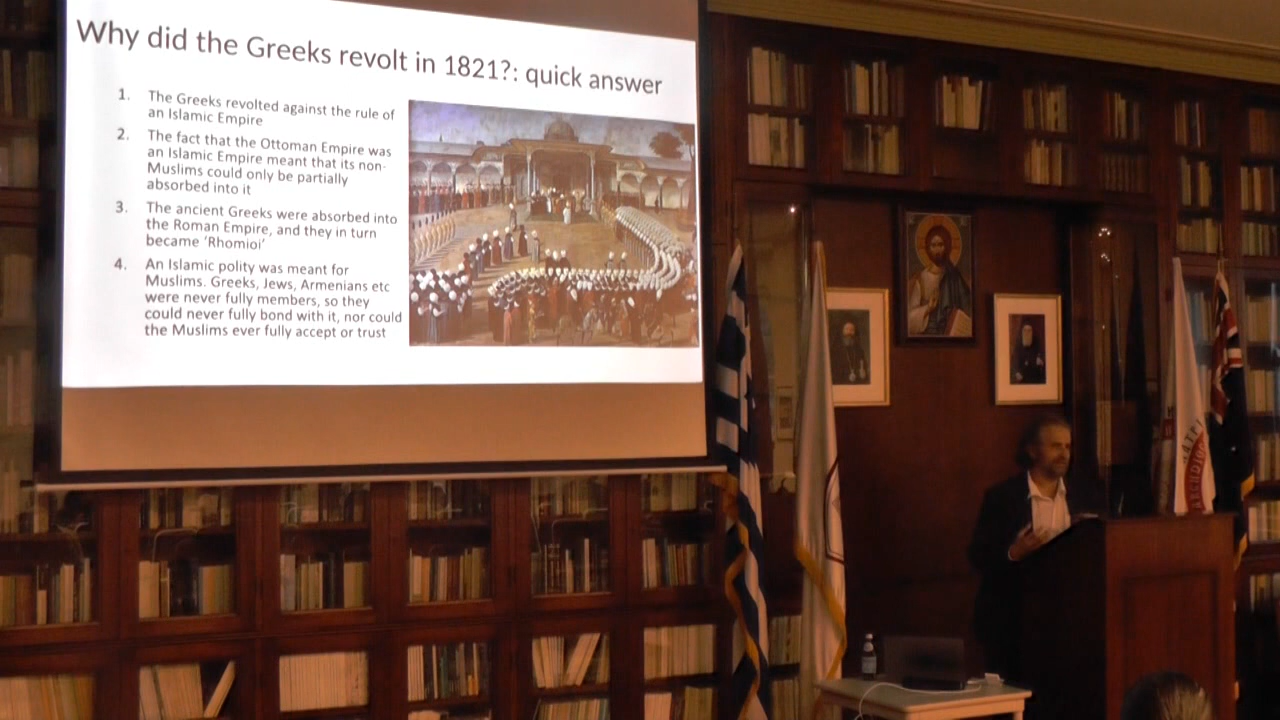 Why did the Greeks revolt in 1821?: quick answer
1. The Greeks revolted against the rule of
an Islamic Empire
2. The fact that the Ottoman Empire was
an Islamic Empire meant that its non-
Muslims could only be partially
absorbed into it
3. The ancient Greeks were absorbed into
the Roman Empire, and they in turn
became ‘Rhomioi’
4. An Islamic polity was meant for
Muslims. Greeks, Jews, Armenians etc
were never fully members, so they
could never fully bond with it, nor could
the Muslims ever fully accept or trust